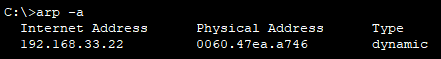 C:\>arp -a
Internet Address Physical Address Type
192.168.33.22 0060.47ea.a746 dynamic